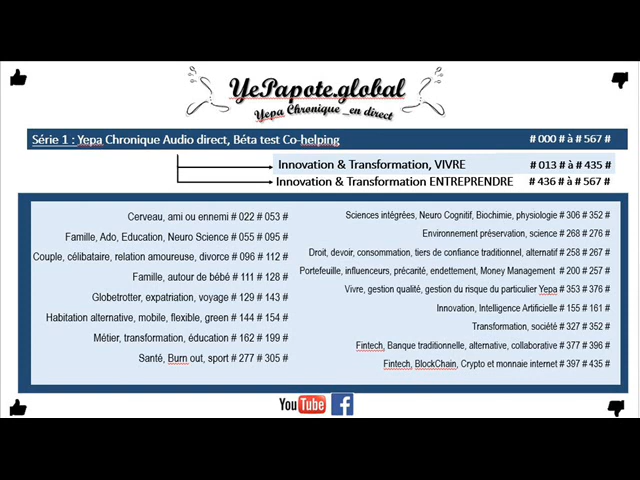 YePapote.global
Yepa Chronique _en direct
Série 1 : Yepa Chronique Audio direct, Béta test Co-helping # 000 # à # 567 #
Innovation & Transformation, VIVRE # 013 # à # 435 #
Innovation & Transformation ENTREPRENDRE # 436 # à # 567 #
Cerveau, ami ou ennemi # 022 # 053 #
Famille, Ado, Education, Neuro Science # 055 # 095 #
Couple, célibataire, relation amoureuse, divorce # 096 # 112 #
Famille, autour de bébé # 111 # 128 #
Globetrotter, expatriation, voyage # 129 # 143 #
Habitation alternative, mobile, flexible, green # 144 # 154 #
Métier, transformation, éducation # 162 # 199 #
Santé, Burn out, sport # 277 # 305 #
Sciences intégrées, Neuro Cognitif, Biochimie, physiologie # 306 # 352 #
Environnement préservation, science # 268 # 276 #
Droit, devoir, consommation, tiers de confiance traditionnel, alternatif # 258 # 267 #
Portefeuille, influenceurs, précarité, endettement, Money Management # 200 # 257 #
Vivre, gestion qualité, gestion du risque du particulier Yepa # 353 # 376 #
Innovation, Intelligence Artificielle # 155 # 161 #
Transformation, société # 327 # 352 #
Fintech, Banque traditionnelle, alternative, collaborative # 377 # 396 #
Fintech, BlockChain, Crypto et monnaie internet # 397 # 435 #
You Tube f